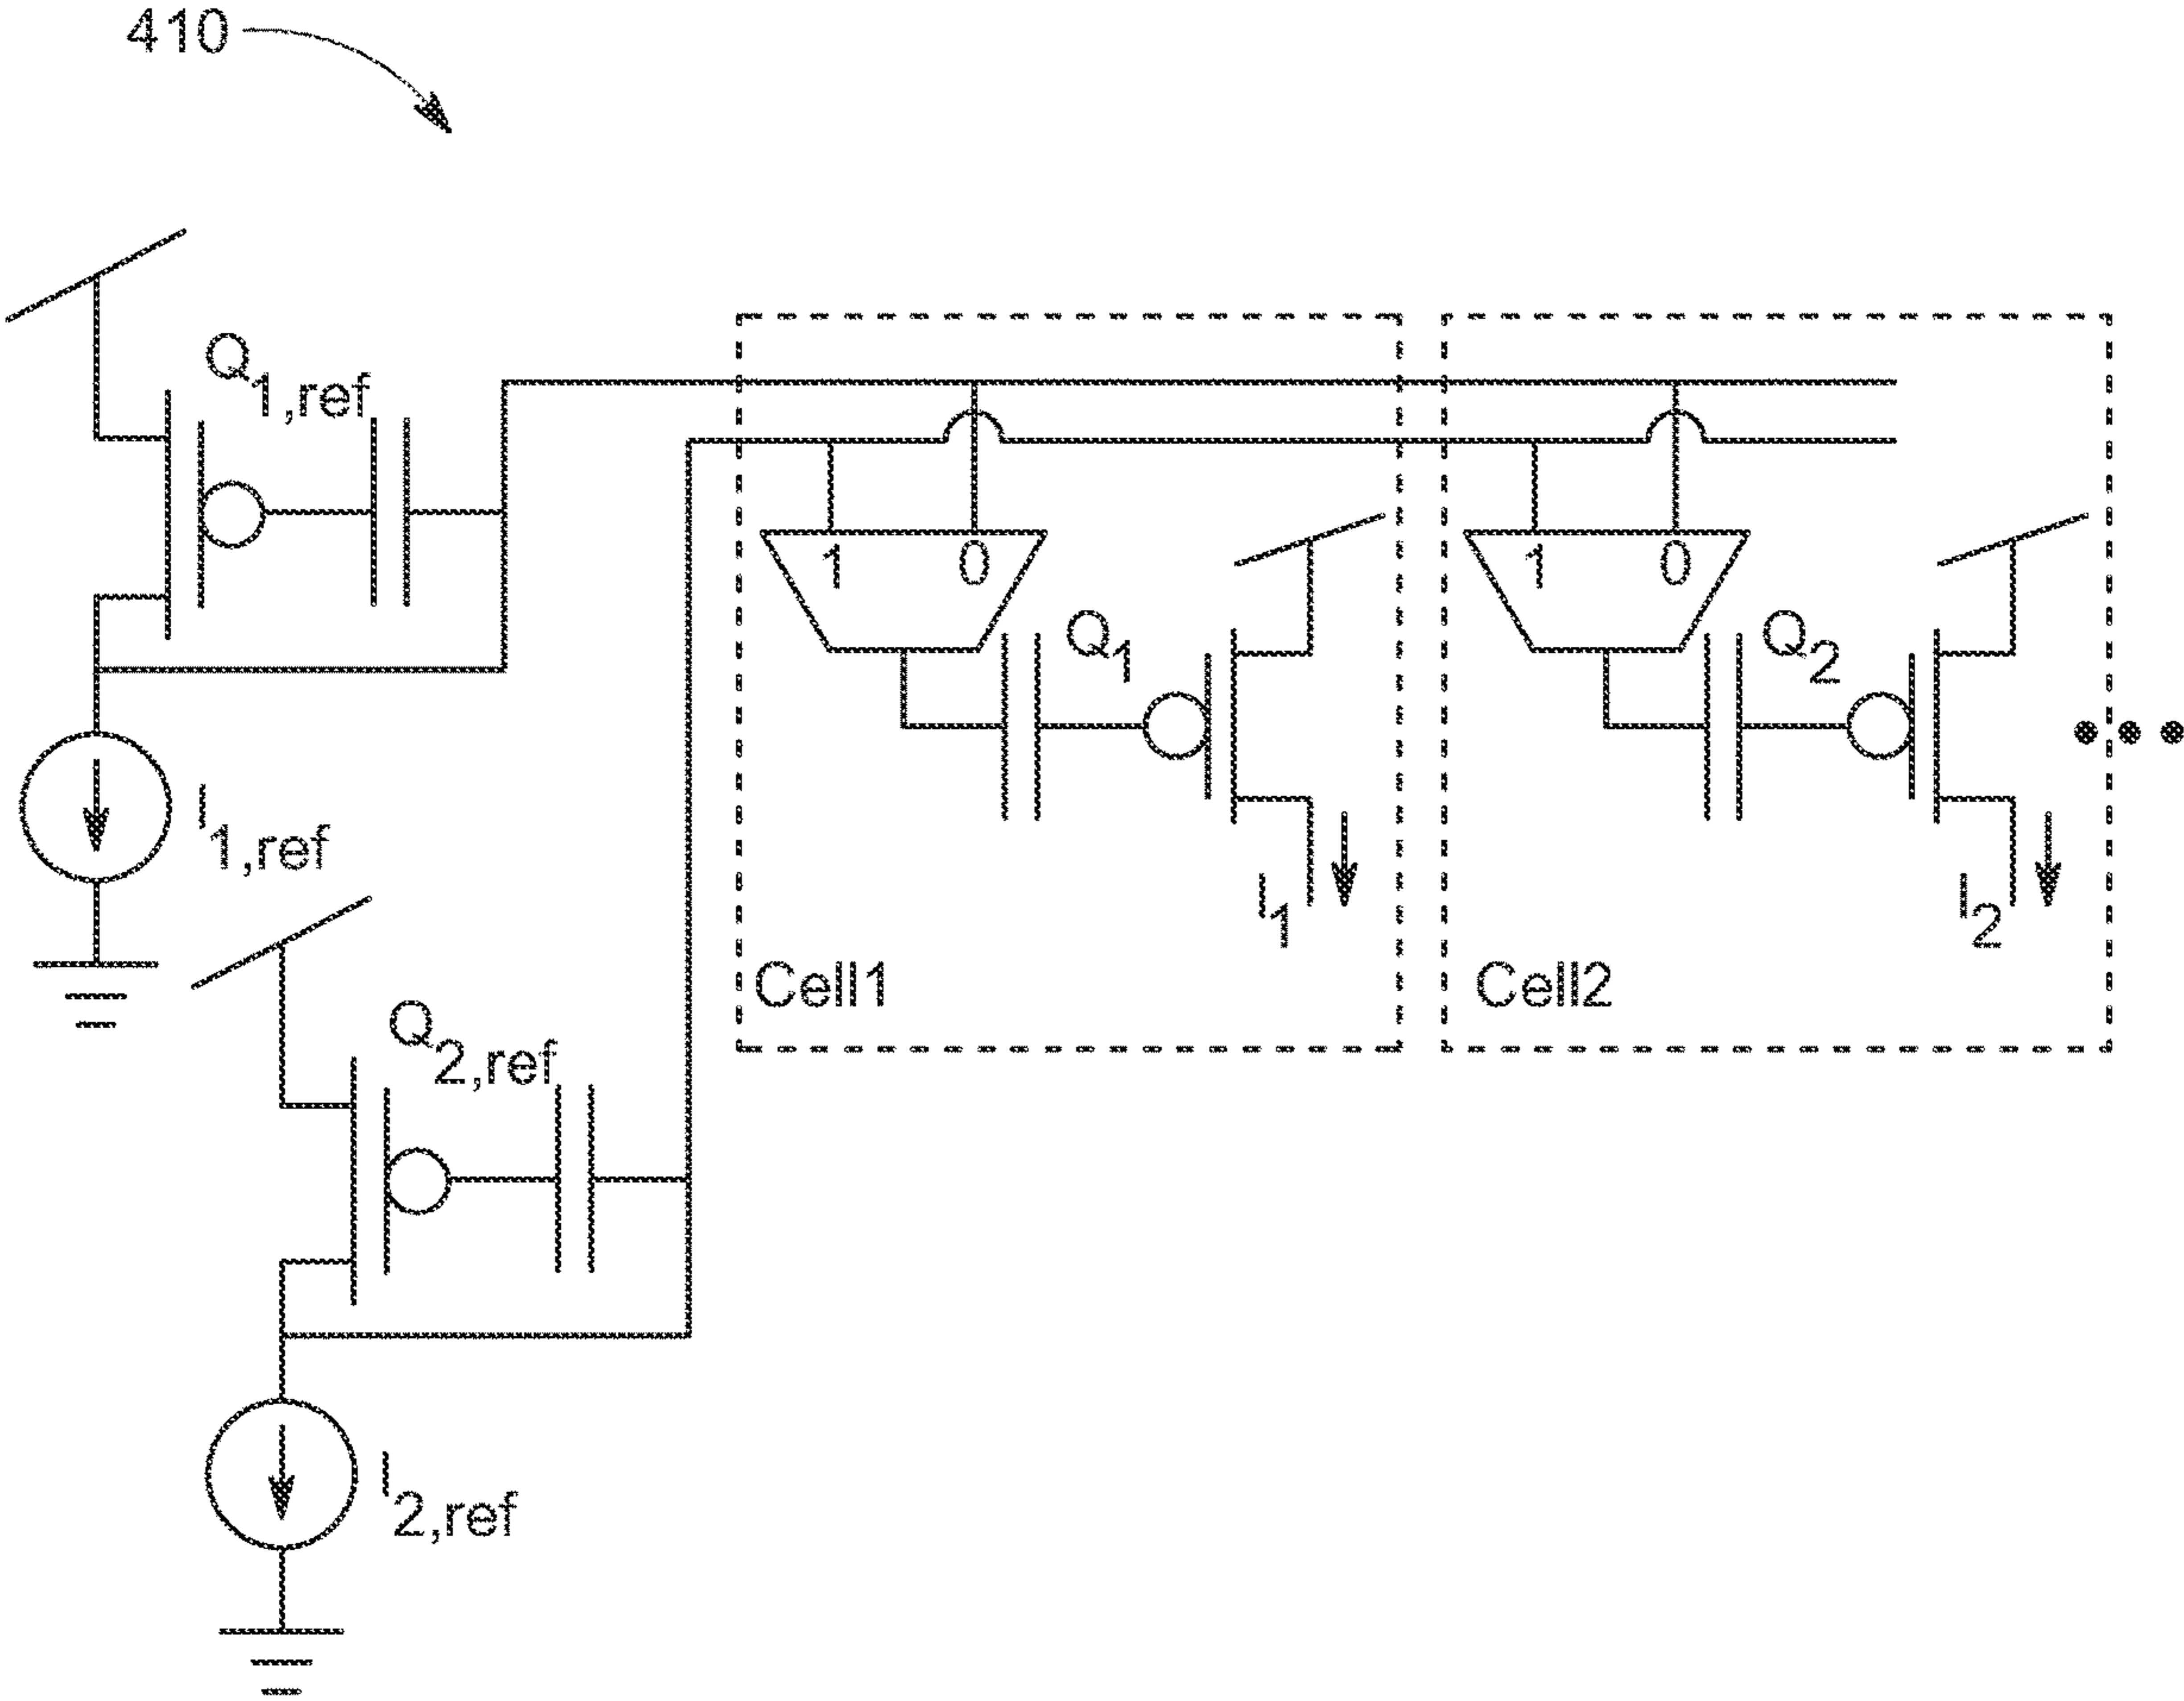 410
Q1,ref
1 0 1 0
Q1 Q2
I1,ref
I1 I2
Cell1 Cell2
Q2,ref
I2,ref